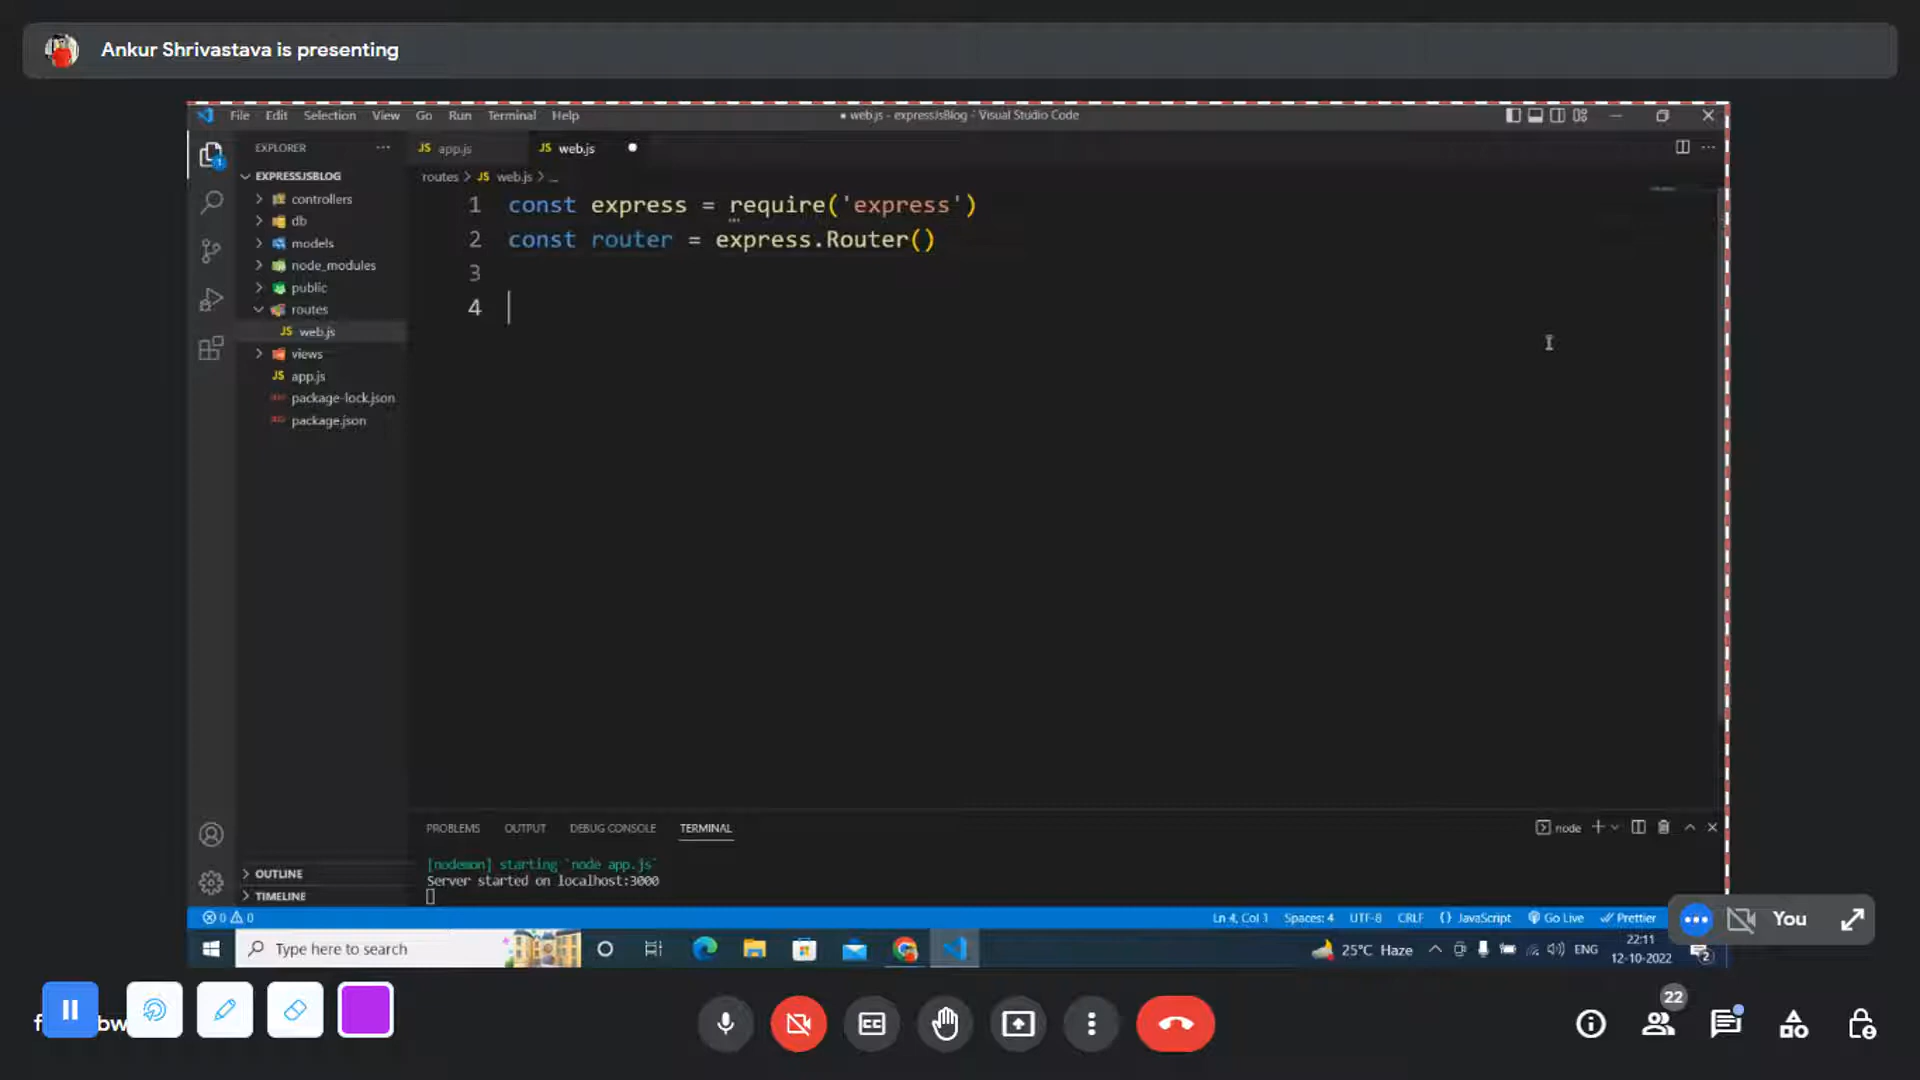 Ankur Shrivastava is presenting
File Edit Selection View Go Run Terminal Help
● web.js - expressJsBlog - Visual Studio Code
EXPLORER
JS app.js
JS web.js
EXPRESSJSBLOG
routes > JS web.js > ...
controllers
db
models
node_modules
public
routes
JS web.js
views
JS app.js
package-lock.json
package.json
1 const express = require('express')
2 const router = express.Router()
3
4
PROBLEMS OUTPUT DEBUG CONSOLE TERMINAL
node
[nodemon] starting `node app.js`
Server started on localhost:3000
OUTLINE
TIMELINE
0 0
Ln 4, Col 1 Spaces: 4 UTF-8 CRLF {} JavaScript Go Live Prettier
You
Type here to search
25°C Haze
ENG
22:11
12-10-2022
2
22